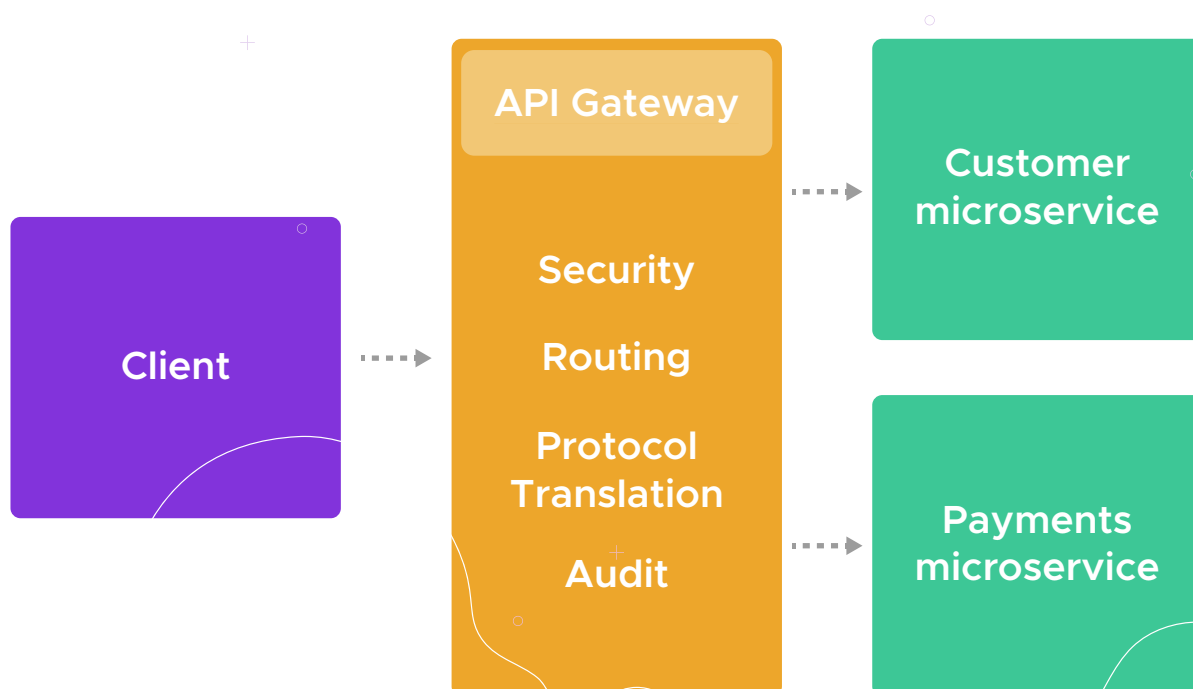 Client
API Gateway
Security
Routing
Protocol
Translation
Audit
Customer
microservice
Payments
microservice